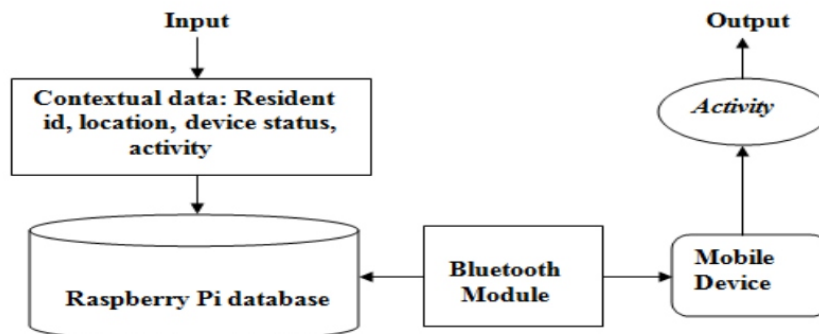 Input
Contextual data: Resident
id, location, device status,
activity
Raspberry Pi database
Bluetooth
Module
Output
Activity
Mobile
Device